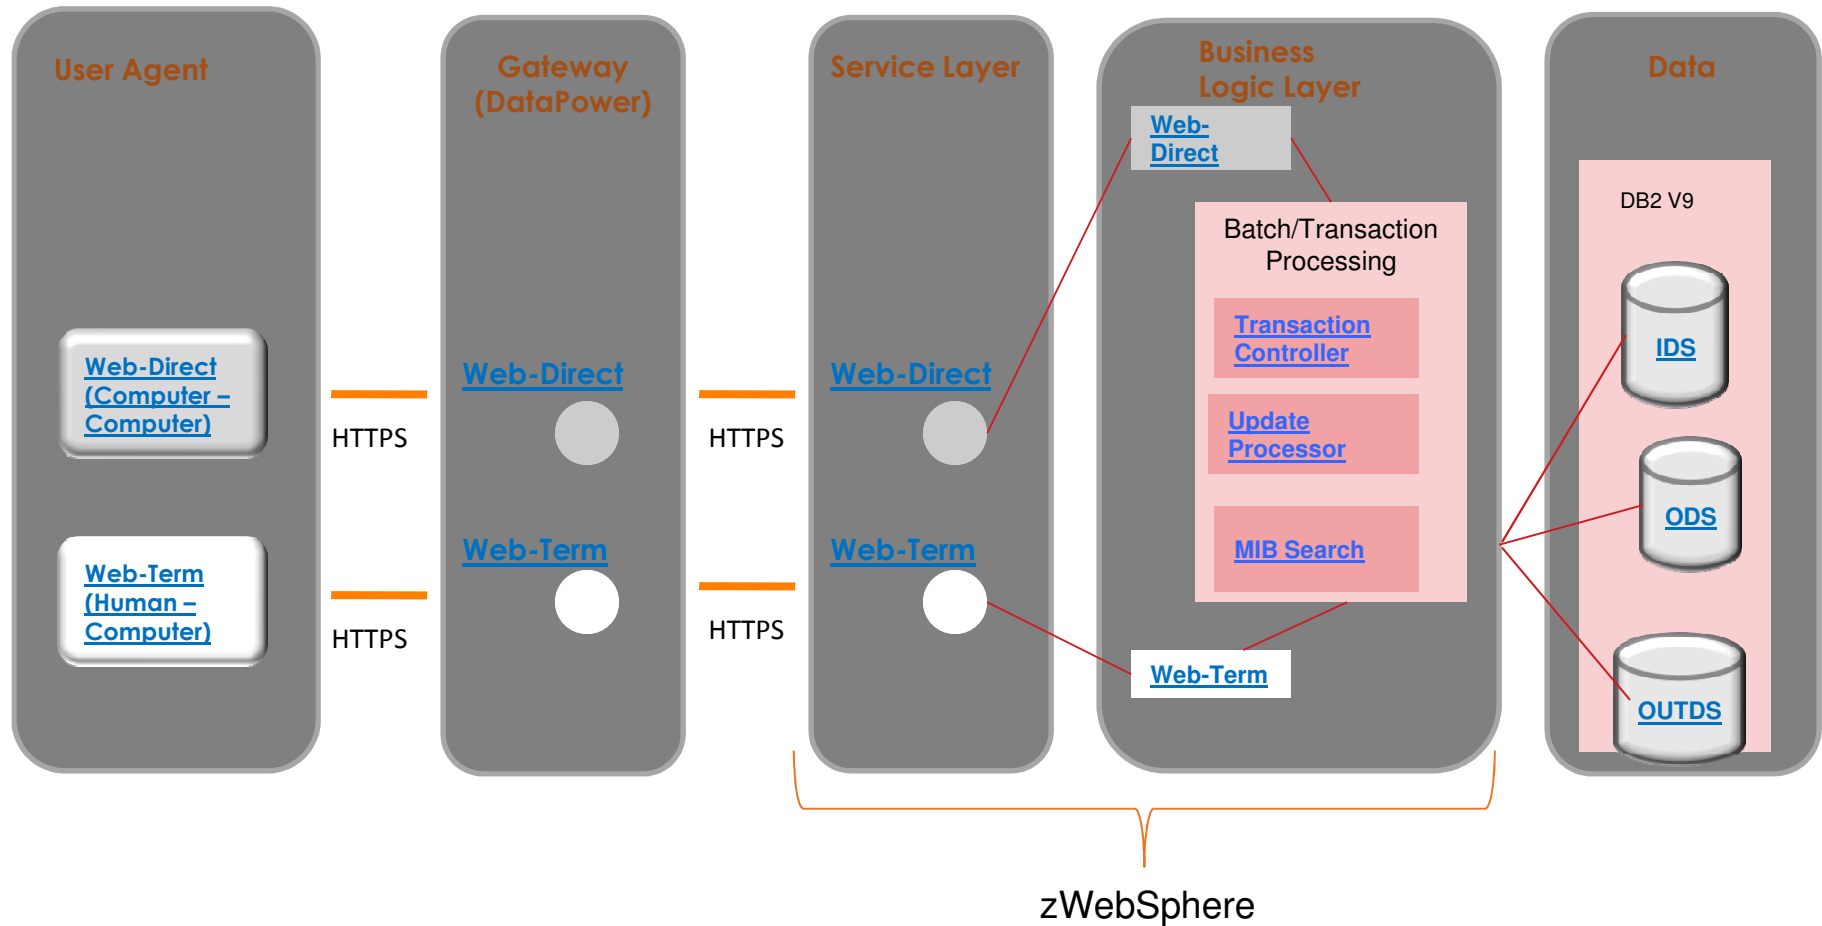 User Agent
Gateway
(DataPower)
Service Layer
Business
Logic Layer
Data
Web-Direct
(Computer –
Computer)
Web-Term
(Human –
Computer)
HTTPS
HTTPS
Web-Direct
Web-Term
HTTPS
HTTPS
Web-Direct
Web-Term
Web-
Direct
Batch/Transaction
Processing
Transaction
Controller
Update
Processor
MIB Search
Web-Term
DB2 V9
IDS
ODS
OUTDS
zWebSphere